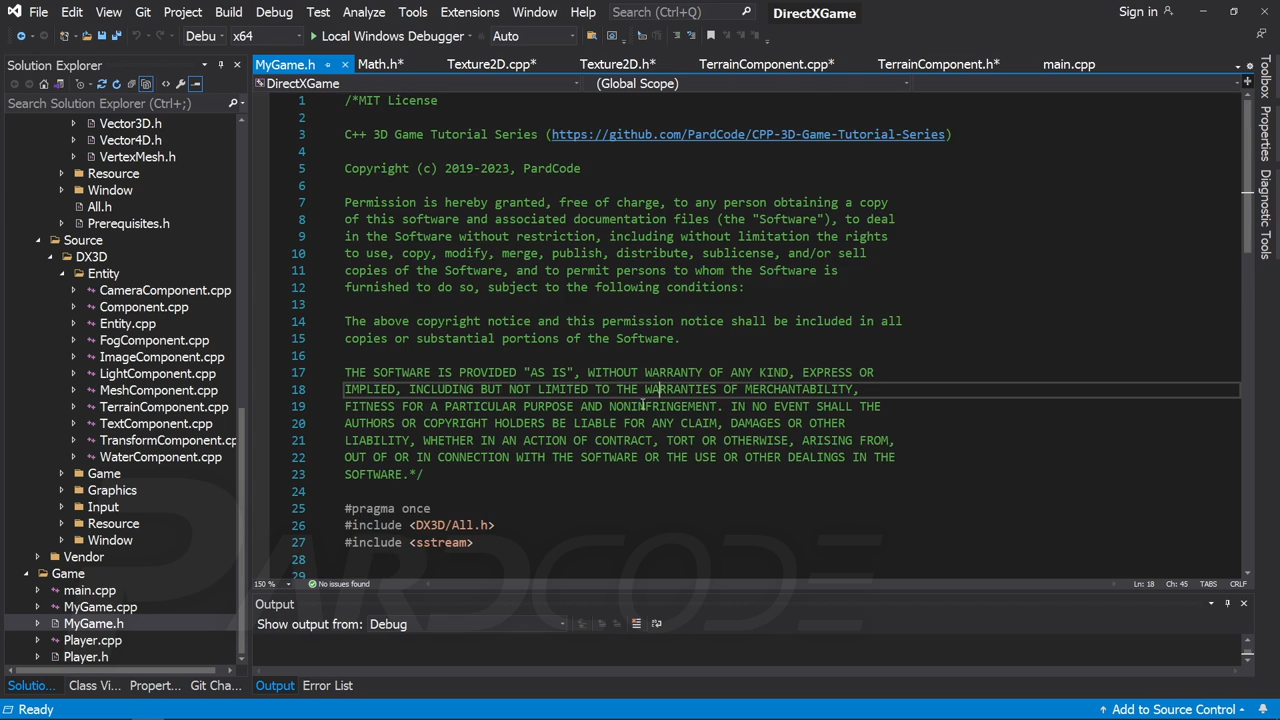 File Edit View Git Project Build Debug Test Analyze Tools Extensions Window Help Search (Ctrl+Q) DirectXGame Sign in
Debu x64 Local Windows Debugger Auto
Solution Explorer
Search Solution Explorer (Ctrl+;)
Vector3D.h
Vector4D.h
VertexMesh.h
Resource
Window
All.h
Prerequisites.h
Source
DX3D
Entity
CameraComponent.cpp
Component.cpp
Entity.cpp
FogComponent.cpp
ImageComponent.cpp
LightComponent.cpp
MeshComponent.cpp
TerrainComponent.cpp
TextComponent.cpp
TransformComponent.cp
WaterComponent.cpp
Game
Graphics
Input
Resource
Window
Vendor
Game
main.cpp
MyGame.cpp
MyGame.h
Player.cpp
Player.h
Solutio... Class Vi... Propert... Git Cha...
MyGame.h Math.h* Texture2D.cpp* Texture2D.h* TerrainComponent.cpp* TerrainComponent.h* main.cpp
DirectXGame (Global Scope)
1 /*MIT License
2
3 C++ 3D Game Tutorial Series (https://github.com/PardCode/CPP-3D-Game-Tutorial-Series)
4
5 Copyright (c) 2019-2023, PardCode
6
7 Permission is hereby granted, free of charge, to any person obtaining a copy
8 of this software and associated documentation files (the "Software"), to deal
9 in the Software without restriction, including without limitation the rights
10 to use, copy, modify, merge, publish, distribute, sublicense, and/or sell
11 copies of the Software, and to permit persons to whom the Software is
12 furnished to do so, subject to the following conditions:
13
14 The above copyright notice and this permission notice shall be included in all
15 copies or substantial portions of the Software.
16
17 THE SOFTWARE IS PROVIDED "AS IS", WITHOUT WARRANTY OF ANY KIND, EXPRESS OR
18 IMPLIED, INCLUDING BUT NOT LIMITED TO THE WARRANTIES OF MERCHANTABILITY,
19 FITNESS FOR A PARTICULAR PURPOSE AND NONINFRINGEMENT. IN NO EVENT SHALL THE
20 AUTHORS OR COPYRIGHT HOLDERS BE LIABLE FOR ANY CLAIM, DAMAGES OR OTHER
21 LIABILITY, WHETHER IN AN ACTION OF CONTRACT, TORT OR OTHERWISE, ARISING FROM,
22 OUT OF OR IN CONNECTION WITH THE SOFTWARE OR THE USE OR OTHER DEALINGS IN THE
23 SOFTWARE.*/
24
25 #pragma once
26 #include <DX3D/All.h>
27 #include <sstream>
28
29
PARDCODE
150 % No issues found Ln: 18 Ch: 45 TABS CRLF
Output
Show output from: Debug
Output Error List
Toolbox
Properties
Diagnostic Tools
Ready Add to Source Control